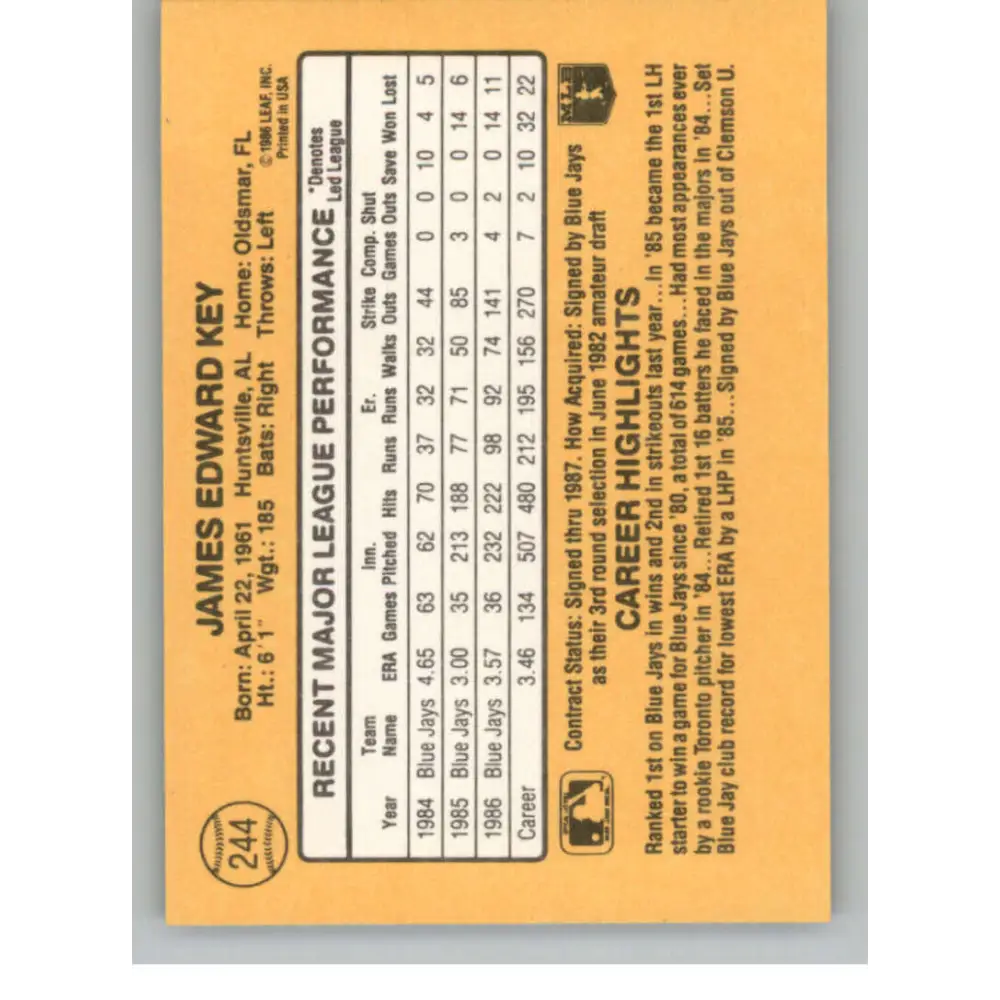 244
JAMES EDWARD KEY
Born: April 22, 1961 Huntsville, AL Home: Oldsmar, FL
Ht.: 6'1" Wgt.: 185 Bats: Right Throws: Left
© 1986 LEAF, INC.
Printed in USA
RECENT MAJOR LEAGUE PERFORMANCE
*Denotes
Led League
Year Team Name ERA Games Inn. Pitched Hits Runs Er. Runs Walks Strike Outs Comp. Games Shut Outs Save Won Lost
1984 Blue Jays 4.65 63 62 70 37 32 32 44 0 0 10 4 5
1985 Blue Jays 3.00 35 213 188 77 71 50 85 3 0 0 14 6
1986 Blue Jays 3.57 36 232 222 98 92 74 141 4 2 0 14 11
Career 3.46 134 507 480 212 195 156 270 7 2 10 32 22
Contract Status: Signed thru 1987. How Acquired: Signed by Blue Jays
as their 3rd round selection in June 1982 amateur draft
MLB
CAREER HIGHLIGHTS
Ranked 1st on Blue Jays in wins and 2nd in strikeouts last year...In '85 became the 1st LH
starter to win a game for Blue Jays since '80, a total of 614 games...Had most appearances ever
by a rookie Toronto pitcher in '84...Retired 1st 16 batters he faced in the majors in '84...Set
Blue Jay club record for lowest ERA by a LHP in '85...Signed by Blue Jays out of Clemson U.